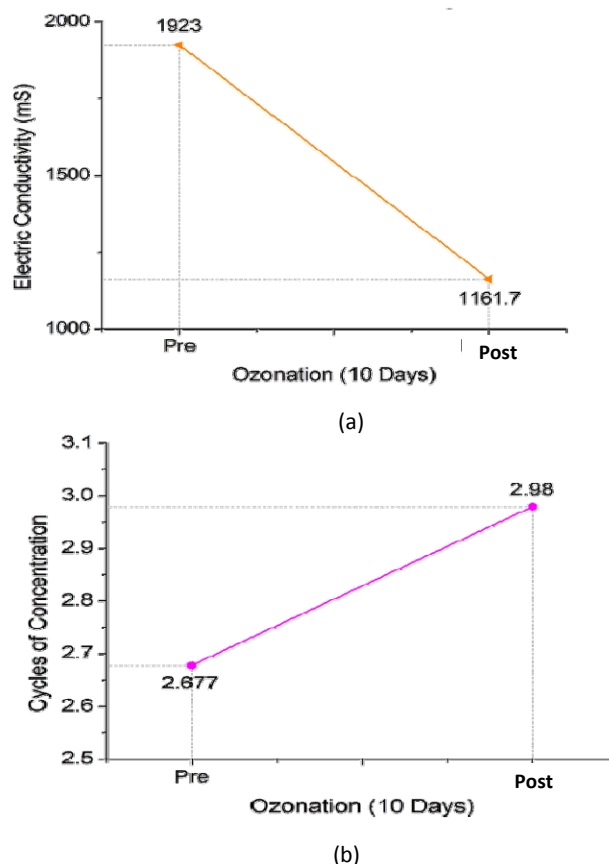 2000
1923
Electric Conductivity (mS)
1500
1161.7
1000
Pre
Post
Ozonation (10 Days)
(a)
3.1
3.0
2.98
2.9
Cycles of Concentration
2.8
2.7
2.677
2.6
2.5
Pre
Post
Ozonation (10 Days)
(b)